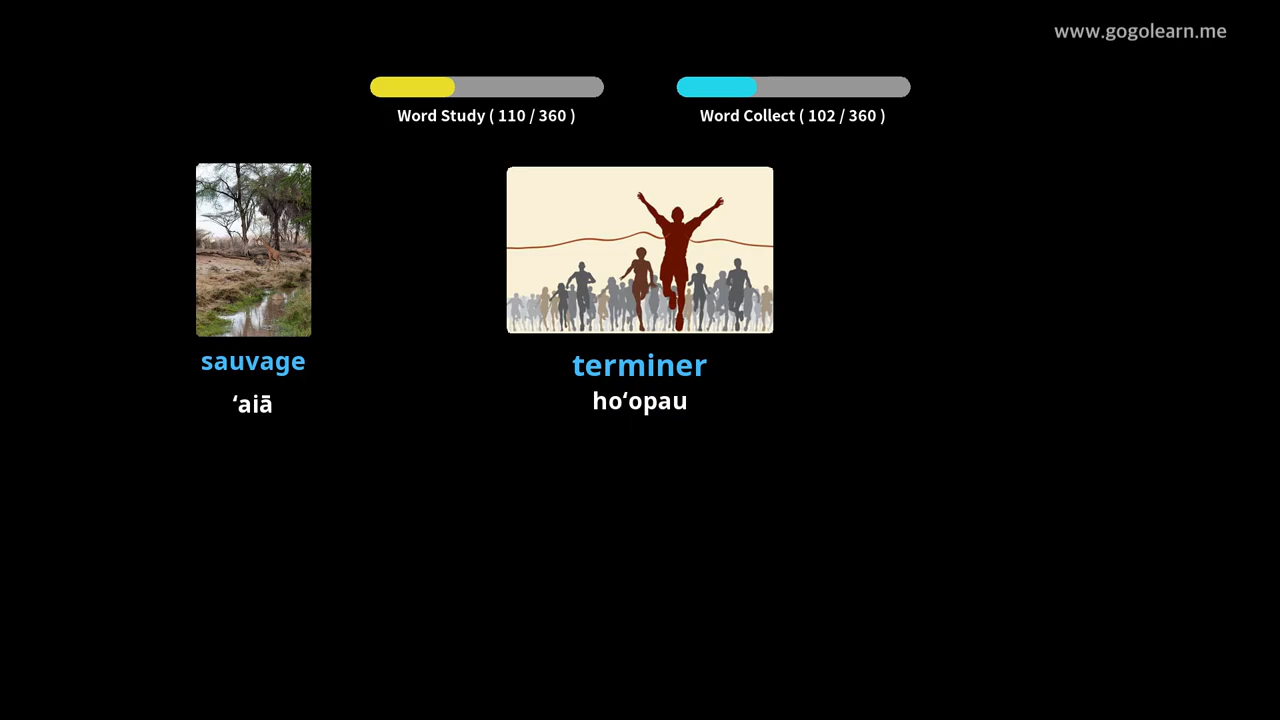 www.gogolearn.me
Word Study ( 110 / 360 )
Word Collect ( 102 / 360 )
sauvage
ʻaiā
terminer
hoʻopau